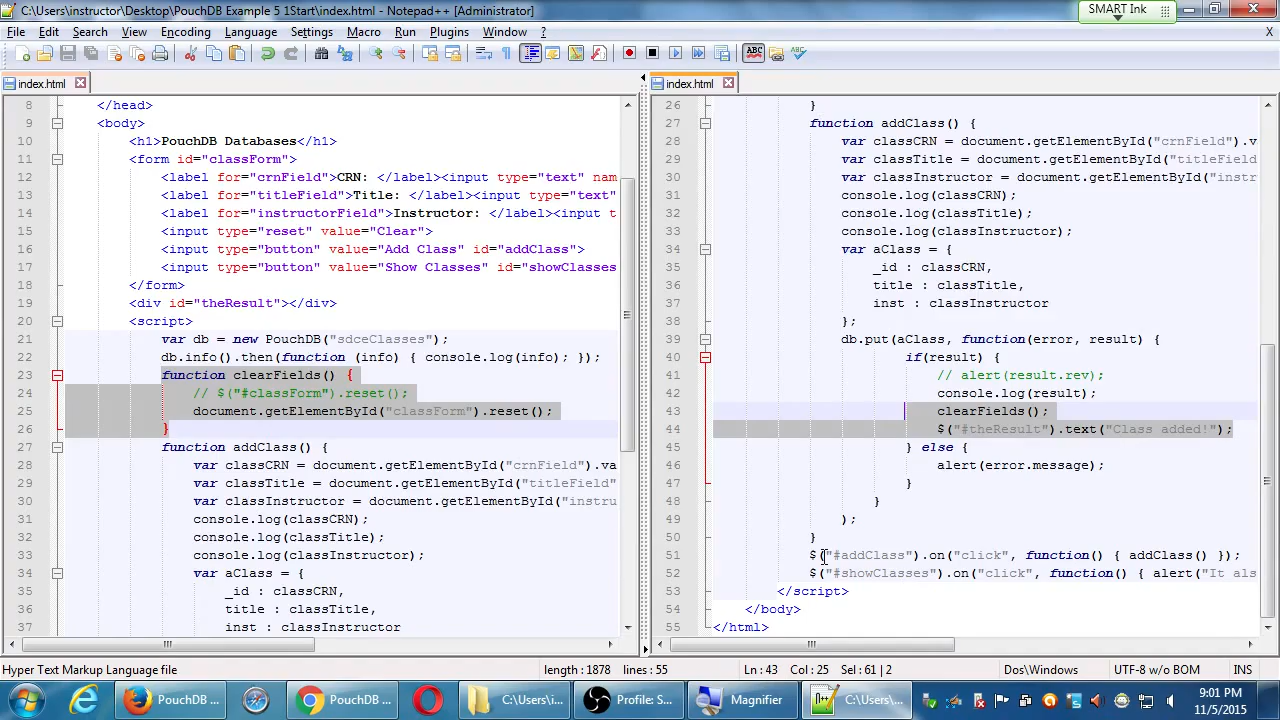 C:\Users\instructor\Desktop\PouchDB Example 5 1Start\index.html - Notepad++ [Administrator]
SMART Ink
File Edit Search View Encoding Language Settings Macro Run Plugins Window ? X
index.html
8 </head>
9 <body>
10 <h1>PouchDB Databases</h1>
11 <form id="classForm">
12 <label for="crnField">CRN: </label><input type="text" nam
13 <label for="titleField">Title: </label><input type="text"
14 <label for="instructorField">Instructor: </label><input t
15 <input type="reset" value="Clear">
16 <input type="button" value="Add Class" id="addClass">
17 <input type="button" value="Show Classes" id="showClasses
18 </form>
19 <div id="theResult"></div>
20 <script>
21 var db = new PouchDB("sdceClasses");
22 db.info().then(function (info) { console.log(info); });
23 function clearFields() {
24 // $("#classForm").reset();
25 document.getElementById("classForm").reset();
26 }
27 function addClass() {
28 var classCRN = document.getElementById("crnField").va
29 var classTitle = document.getElementById("titleField"
30 var classInstructor = document.getElementById("instru
31 console.log(classCRN);
32 console.log(classTitle);
33 console.log(classInstructor);
34 var aClass = {
35 _id : classCRN,
36 title : classTitle,
37 inst : classInstructor
index.html
26 }
27 function addClass() {
28 var classCRN = document.getElementById("crnField").v
29 var classTitle = document.getElementById("titleField
30 var classInstructor = document.getElementById("instr
31 console.log(classCRN);
32 console.log(classTitle);
33 console.log(classInstructor);
34 var aClass = {
35 _id : classCRN,
36 title : classTitle,
37 inst : classInstructor
38 };
39 db.put(aClass, function(error, result) {
40 if(result) {
41 // alert(result.rev);
42 console.log(result);
43 clearFields();
44 $("#theResult").text("Class added!");
45 } else {
46 alert(error.message);
47 }
48 }
49 );
50 }
51 $("#addClass").on("click", function() { addClass() });
52 $("#showClasses").on("click", function() { alert("It als
53 </script>
54 </body>
55 </html>
Hyper Text Markup Language file length : 1878 lines : 55 Ln : 43 Col : 25 Sel : 61 | 2 Dos\Windows UTF-8 w/o BOM INS
PouchDB ... PouchDB ... C:\Users\i... Profile: S... Magnifier C:\Users\... 9:01 PM
11/5/2015